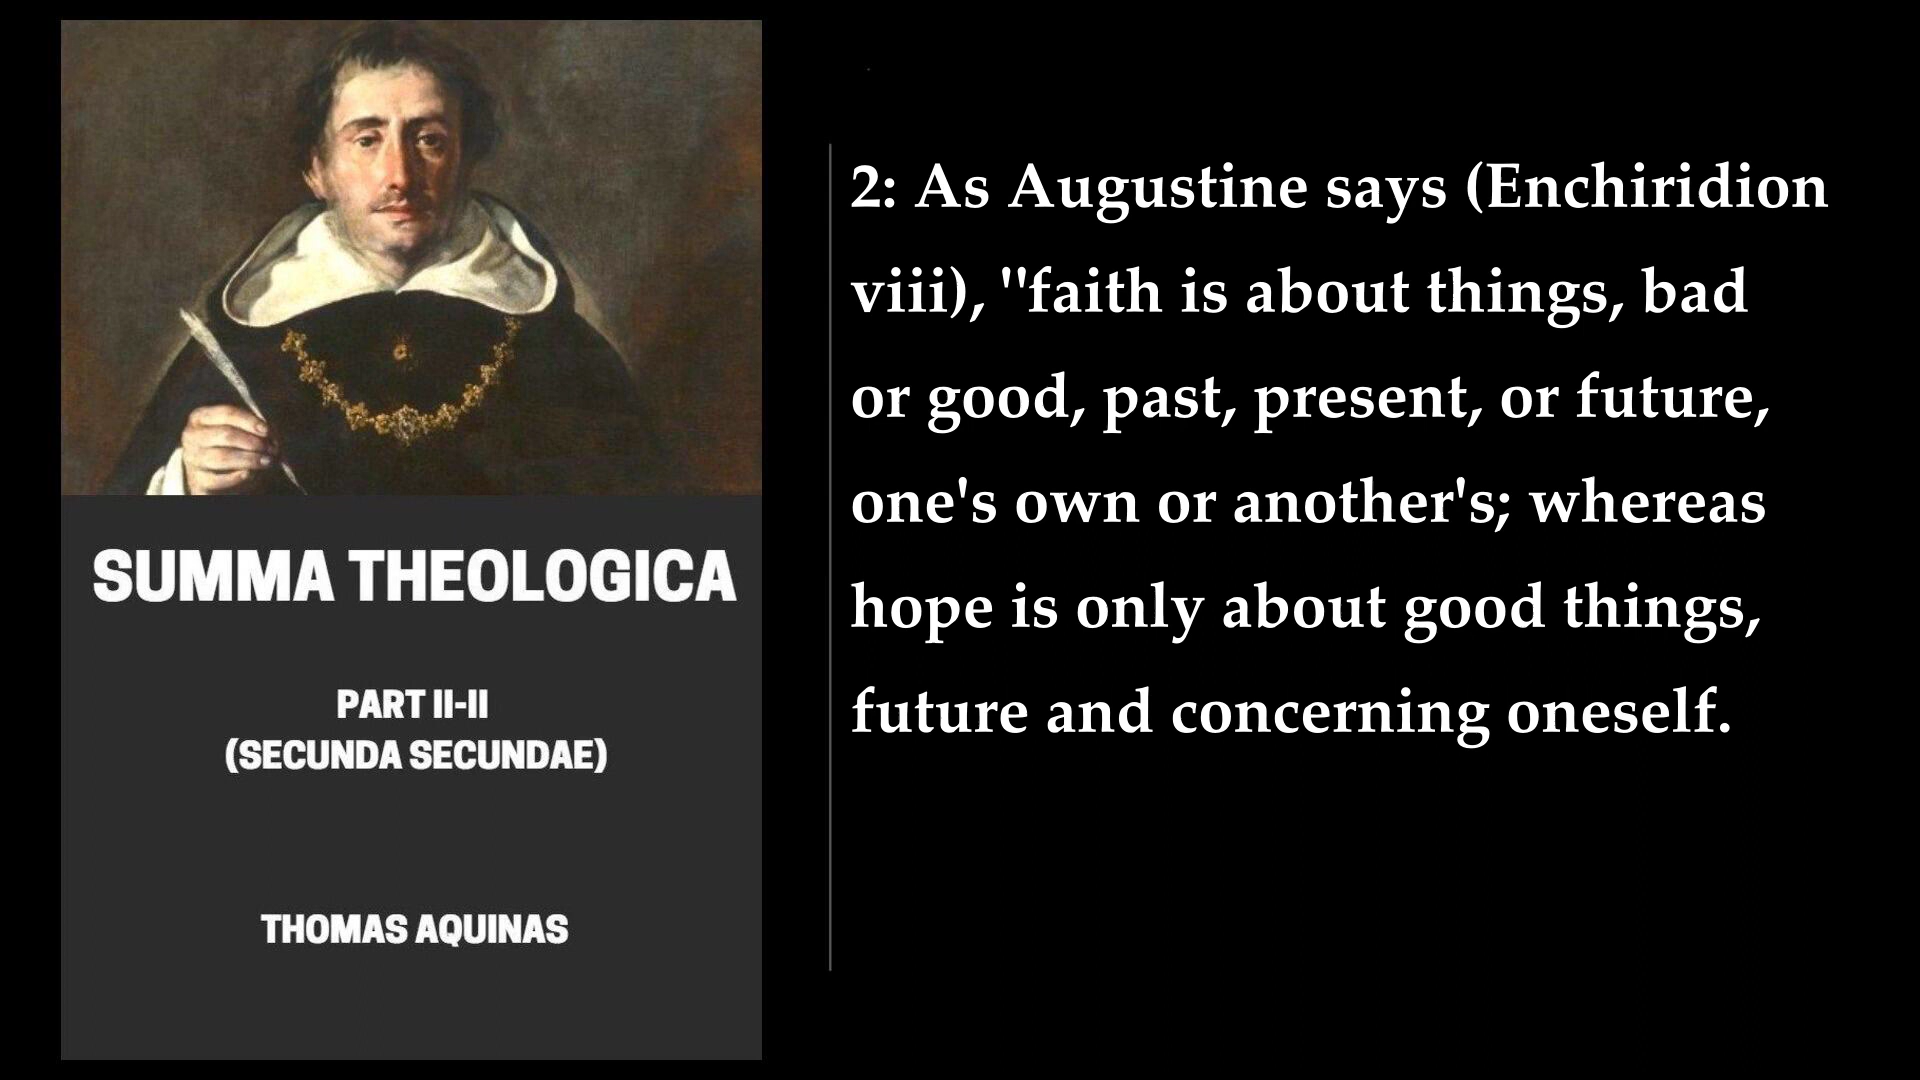 SUMMA THEOLOGICA
PART II-II
(SECUNDA SECUNDAE)
THOMAS AQUINAS
2: As Augustine says (Enchiridion
viii), "faith is about things, bad
or good, past, present, or future,
one's own or another's; whereas
hope is only about good things,
future and concerning oneself.